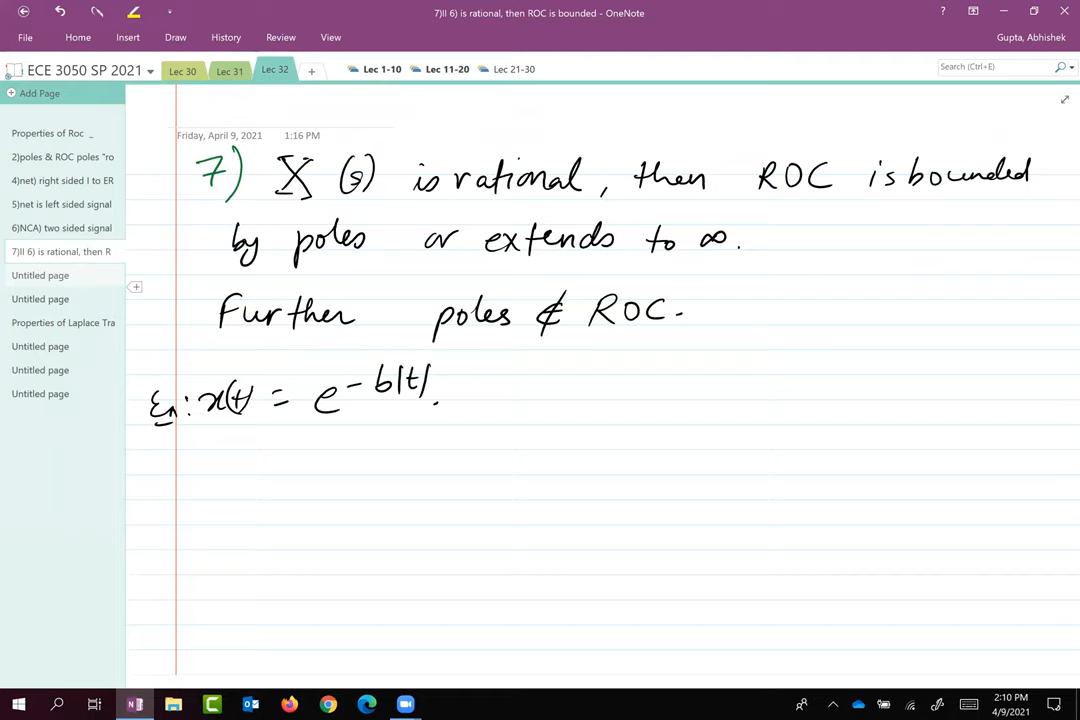 7)II 6) is rational, then ROC is bounded - OneNote
File Home Insert Draw History Review View
Gupta, Abhishek
ECE 3050 SP 2021
Lec 30
Lec 31
Lec 32
Lec 1-10
Lec 11-20
Lec 21-30
Search (Ctrl+E)
Add Page
Properties of Roc _
2)poles & ROC poles "ro
4)net) right sided I to ER
5)net is left sided signal
6)NCA) two sided signal
7)II 6) is rational, then R
Untitled page
Untitled page
Properties of Laplace Tra
Untitled page
Untitled page
Untitled page
Friday, April 9, 2021 1:16 PM
7) X (s) is rational, then ROC is bounded
by poles or extends to ∞.
Further poles ∉ ROC.
Ex: x(t) = e^{-b|t|}.
2:10 PM
4/9/2021